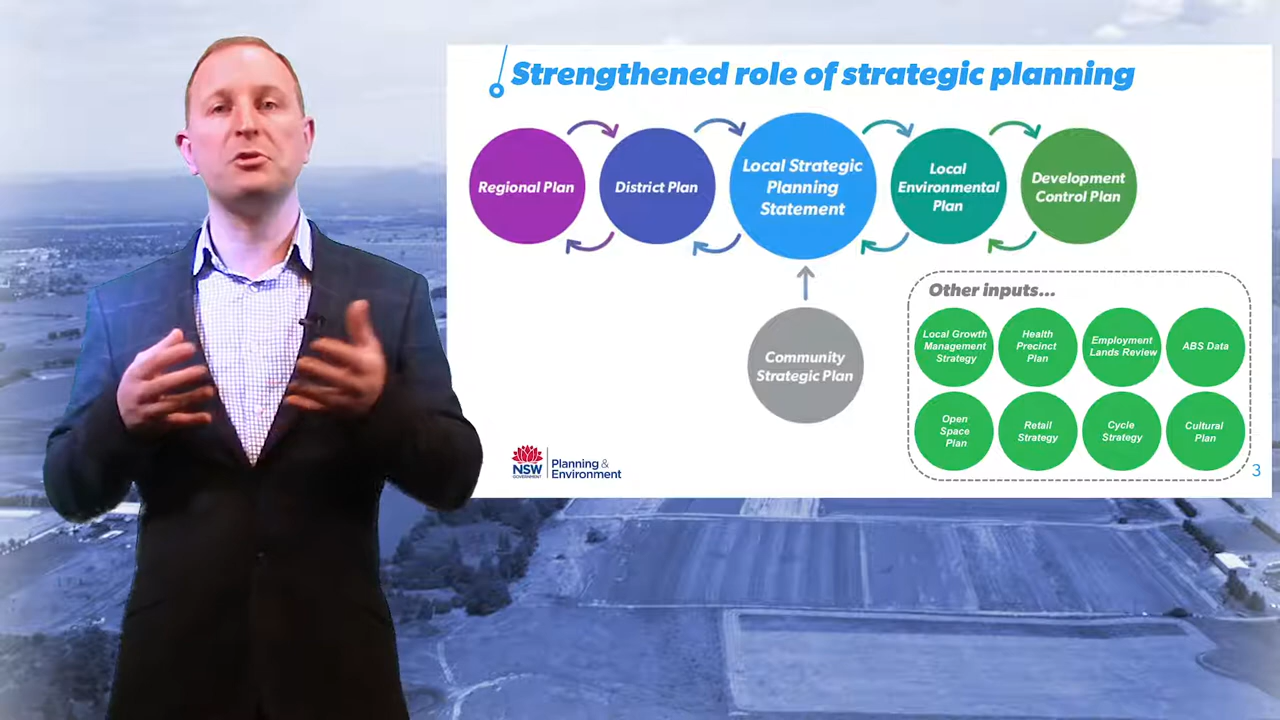 Strengthened role of strategic planning
Regional Plan
District Plan
Local Strategic
Planning
Statement
Local
Environmental
Plan
Development
Control Plan
Community
Strategic Plan
Other inputs...
Local Growth
Management
Strategy
Health
Precinct
Plan
Employment
Lands Review
ABS Data
Open
Space
Plan
Retail
Strategy
Cycle
Strategy
Cultural
Plan
NSW
GOVERNMENT
Planning &
Environment
3